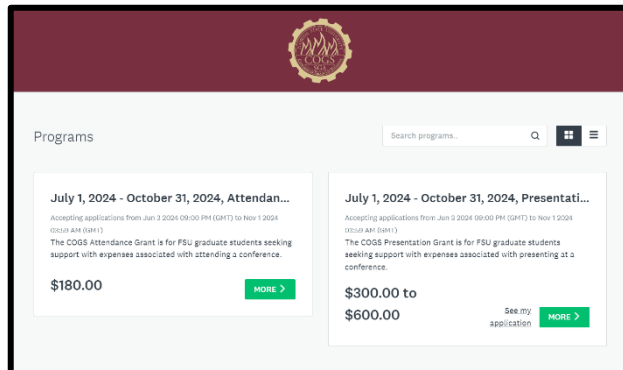 COGS
SGA
Programs
Search programs..
July 1, 2024 - October 31, 2024, Attendan...
Accepting applications from Jun 3 2024 09:00 PM (GMT) to Nov 1 2024
03:59 AM (GMT)
The COGS Attendance Grant is for FSU graduate students seeking
support with expenses associated with attending a conference.
$180.00
MORE >
July 1, 2024 - October 31, 2024, Presentati...
Accepting applications from Jun 3 2024 09:00 PM (GMT) to Nov 1 2024
03:59 AM (GMT)
The COGS Presentation Grant is for FSU graduate students
seeking support with expenses associated with presenting at a
conference.
$300.00 to
$600.00
See my
application
MORE >